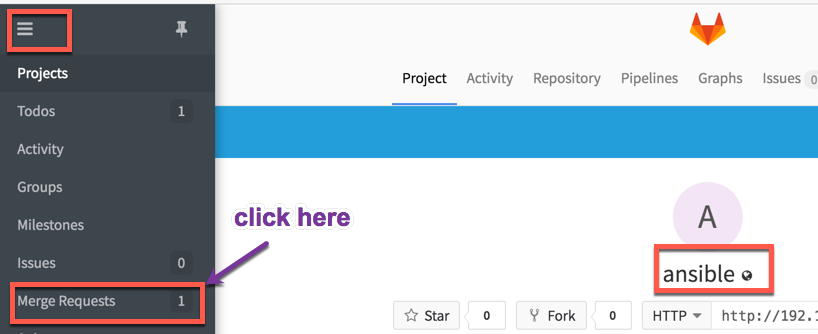 Projects
Todos 1
Activity
Groups
Milestones
Issues 0
Merge Requests 1
click here
Project Activity Repository Pipelines Graphs Issues 0
A
ansible
Star 0 Fork 0 HTTP http://192.1